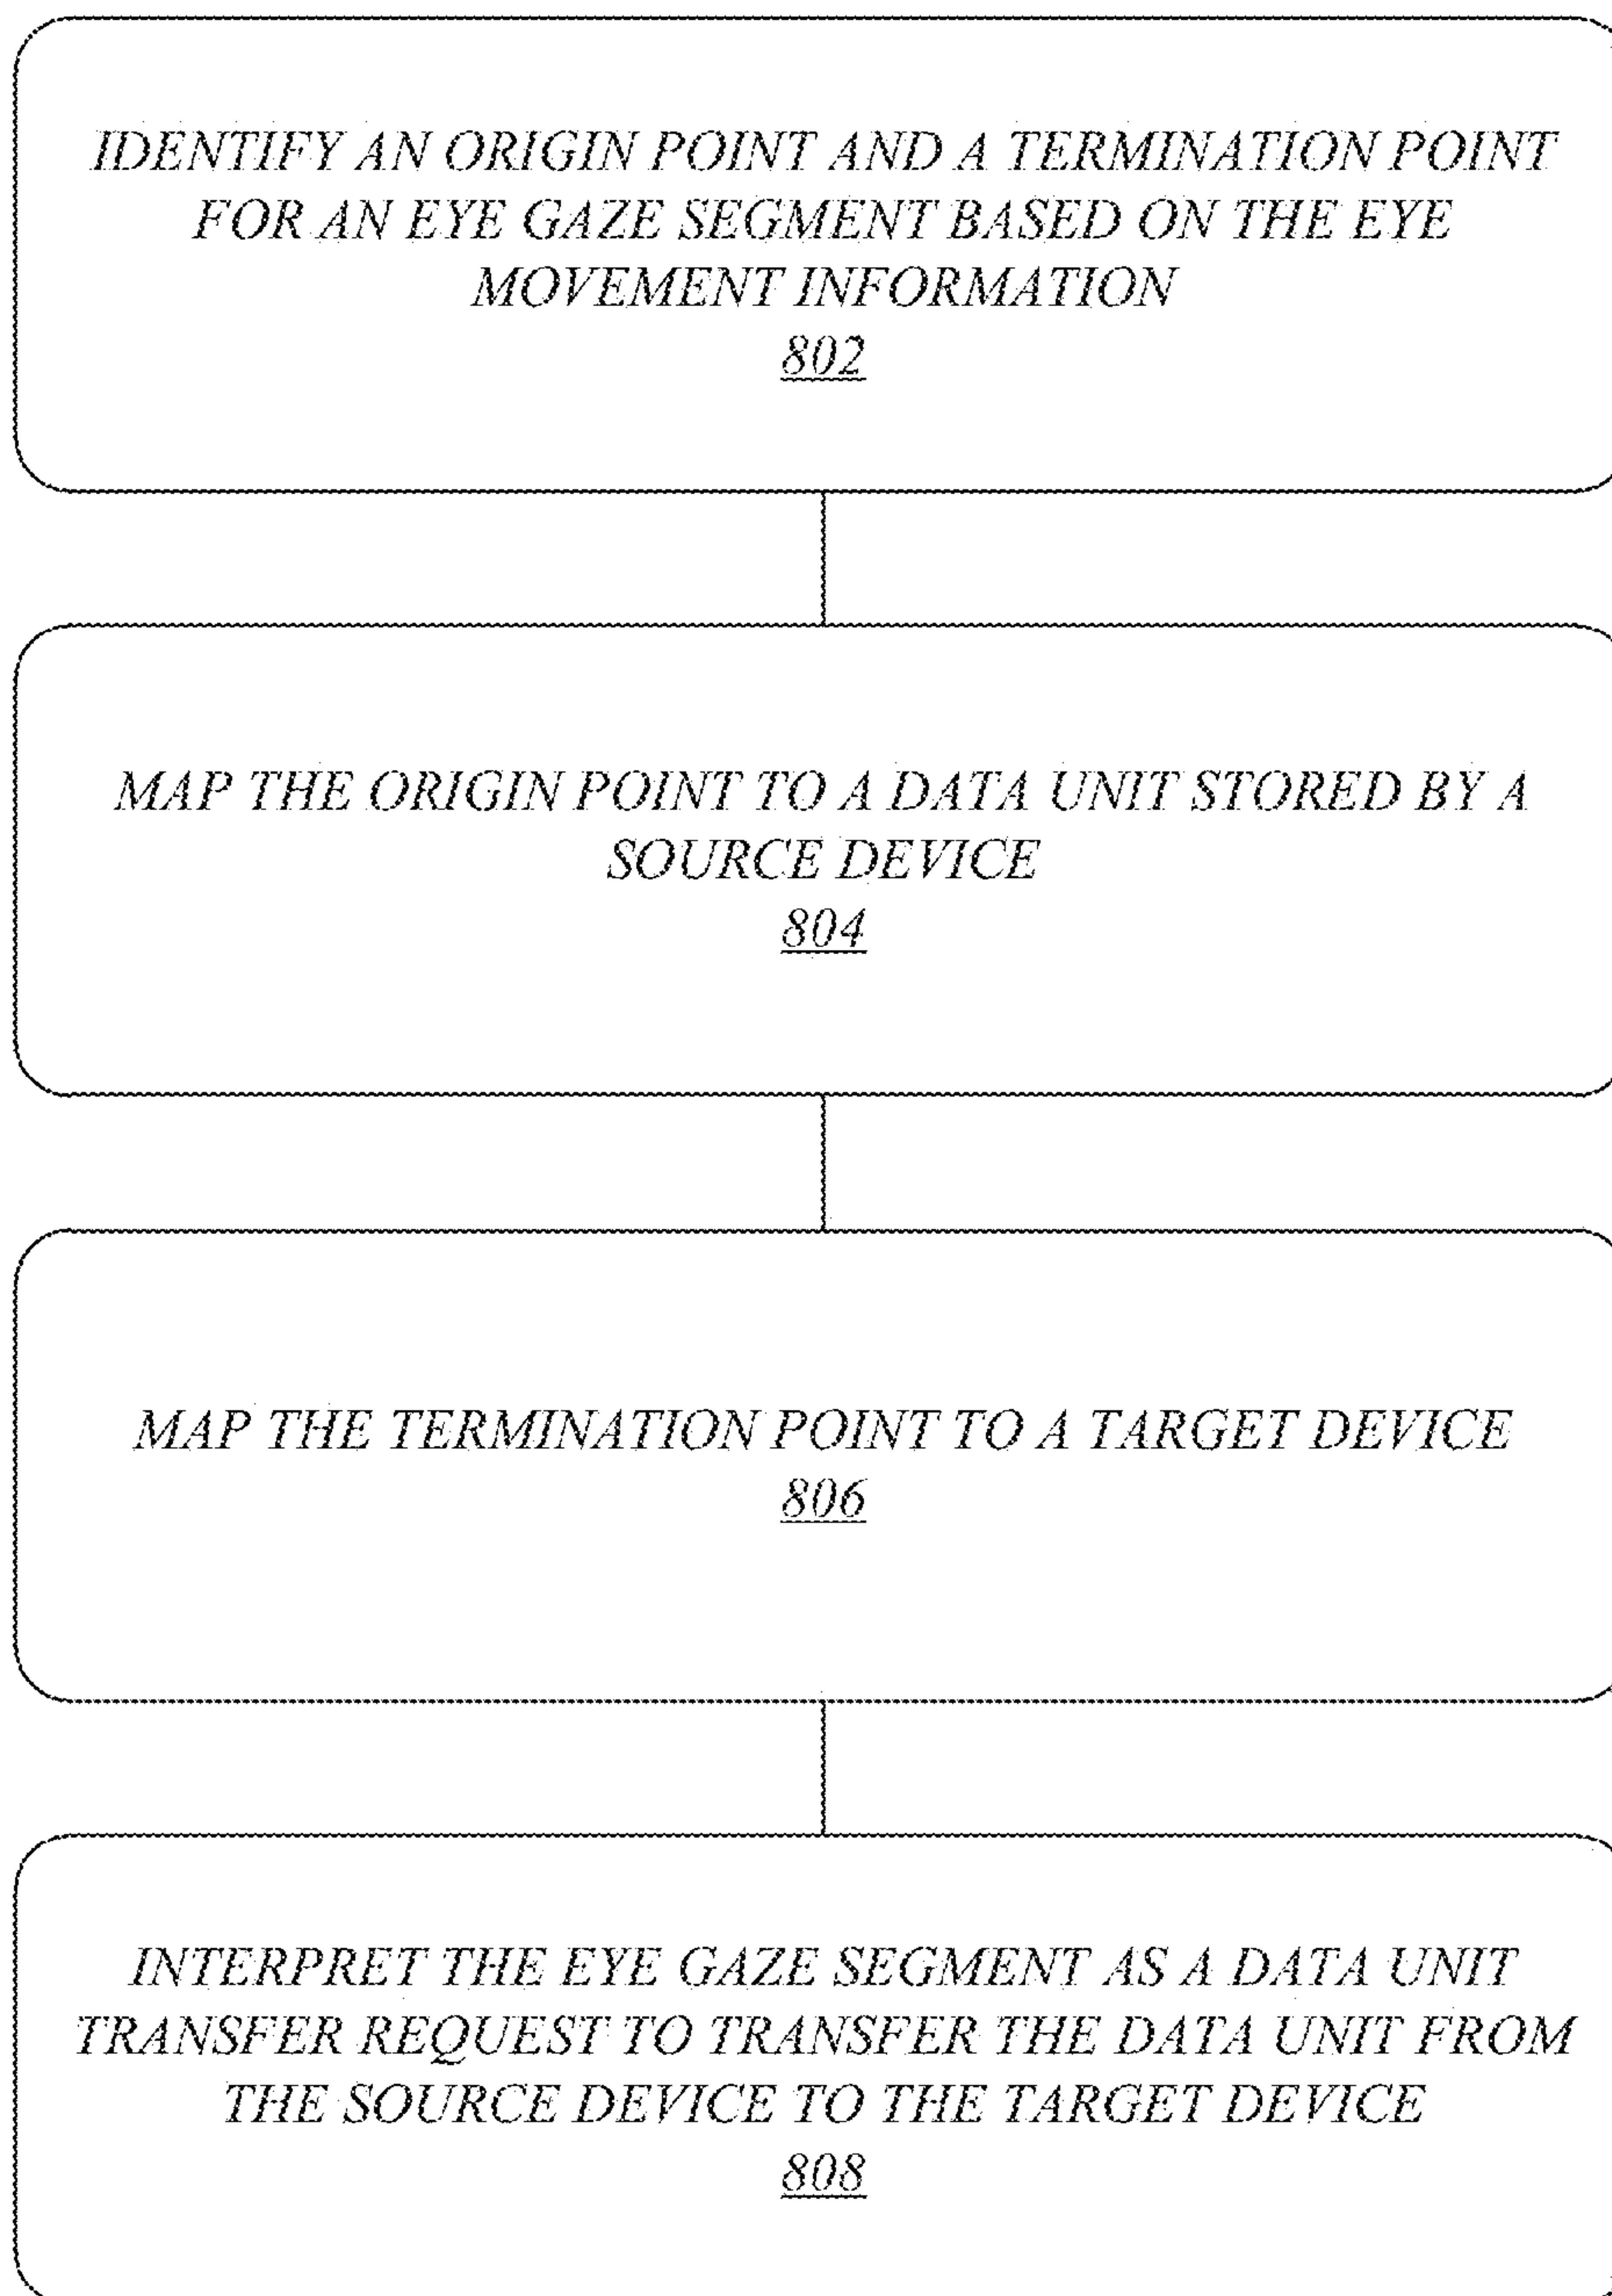 IDENTIFY AN ORIGIN POINT AND A TERMINATION POINT
FOR AN EYE GAZE SEGMENT BASED ON THE EYE
MOVEMENT INFORMATION
802
MAP THE ORIGIN POINT TO A DATA UNIT STORED BY A
SOURCE DEVICE
804
MAP THE TERMINATION POINT TO A TARGET DEVICE
806
INTERPRET THE EYE GAZE SEGMENT AS A DATA UNIT
TRANSFER REQUEST TO TRANSFER THE DATA UNIT FROM
THE SOURCE DEVICE TO THE TARGET DEVICE
808